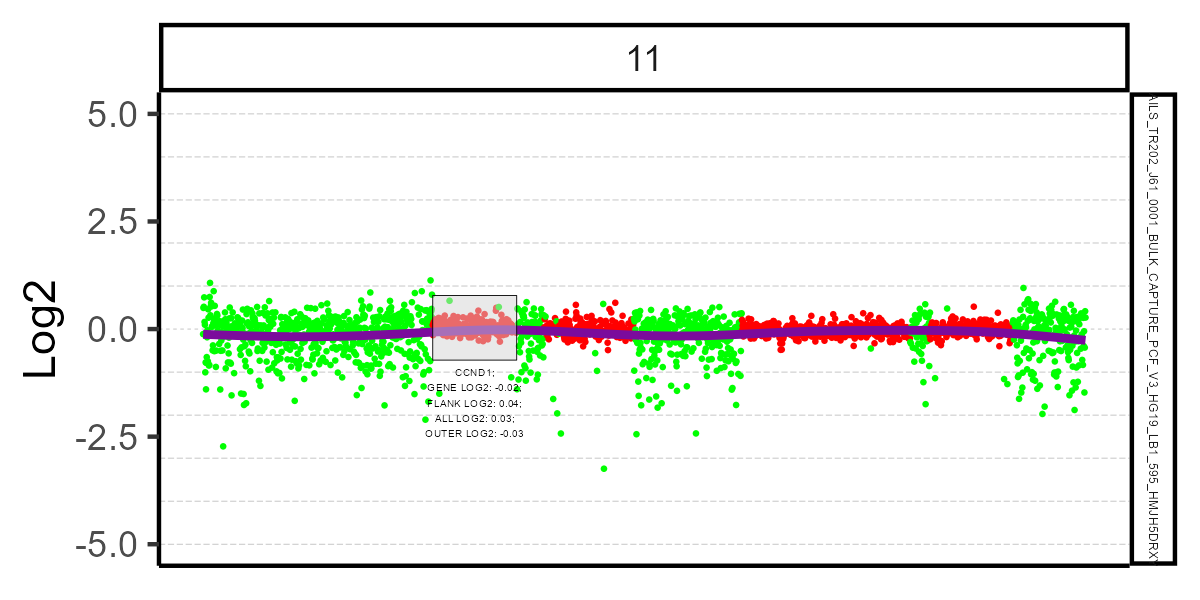 11
5.0
2.5
0.0
-2.5
-5.0
Log2
CCND1;
GENE LOG2: -0.02;
FLANK LOG2: 0.04;
ALL LOG2: 0.03;
OUTER LOG2: -0.03
AILS_TR202_J61_0001_BULK_CAPTURE_PCF_V3_HG19_LB1_595_HMJH5DRXY